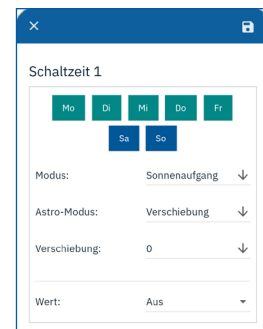 Schaltzeit 1
Mo Di Mi Do Fr
Sa So
Modus: Sonnenaufgang
Astro-Modus: Verschiebung
Verschiebung: 0
Wert: Aus